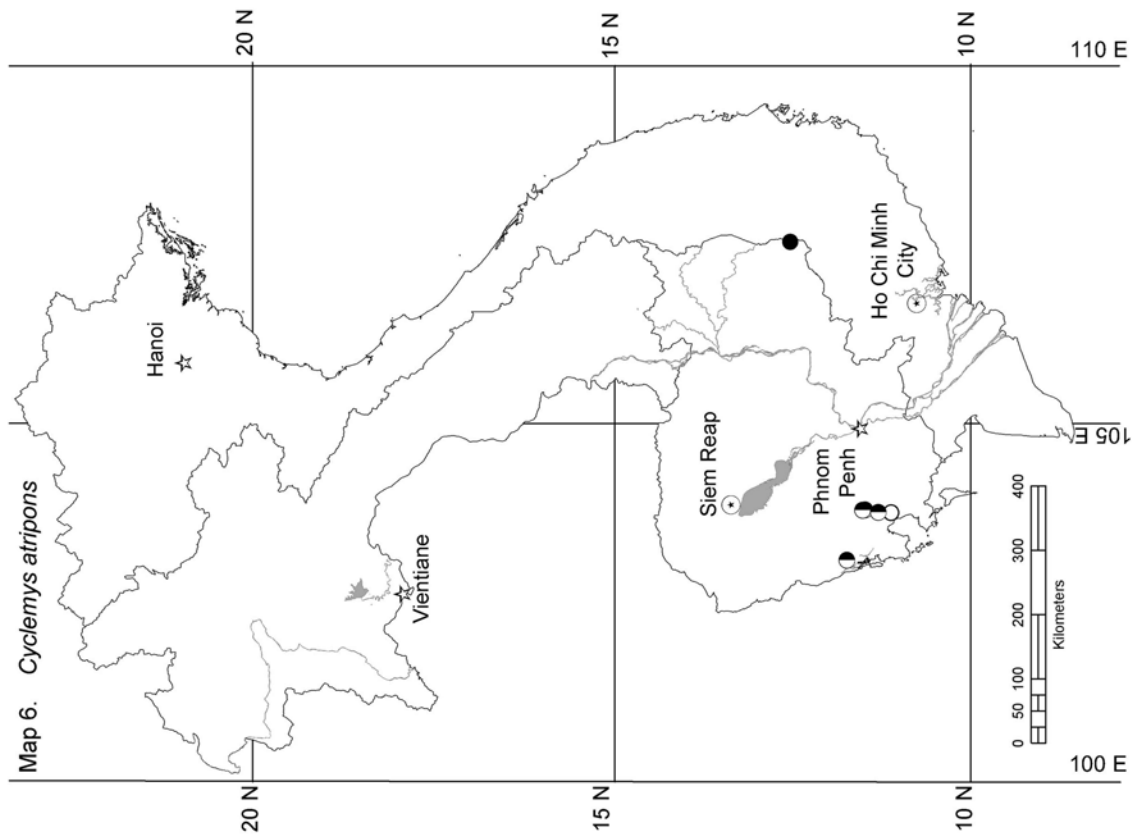 Map 6. Cyclemys atripons
20 N
15 N
10 N
20 N
15 N
10 N
100 E
105 E
110 E
Hanoi
Vientiane
Siem Reap
Phnom
Penh
Ho Chi Minh
City
0 50 100 200 300 400
Kilometers